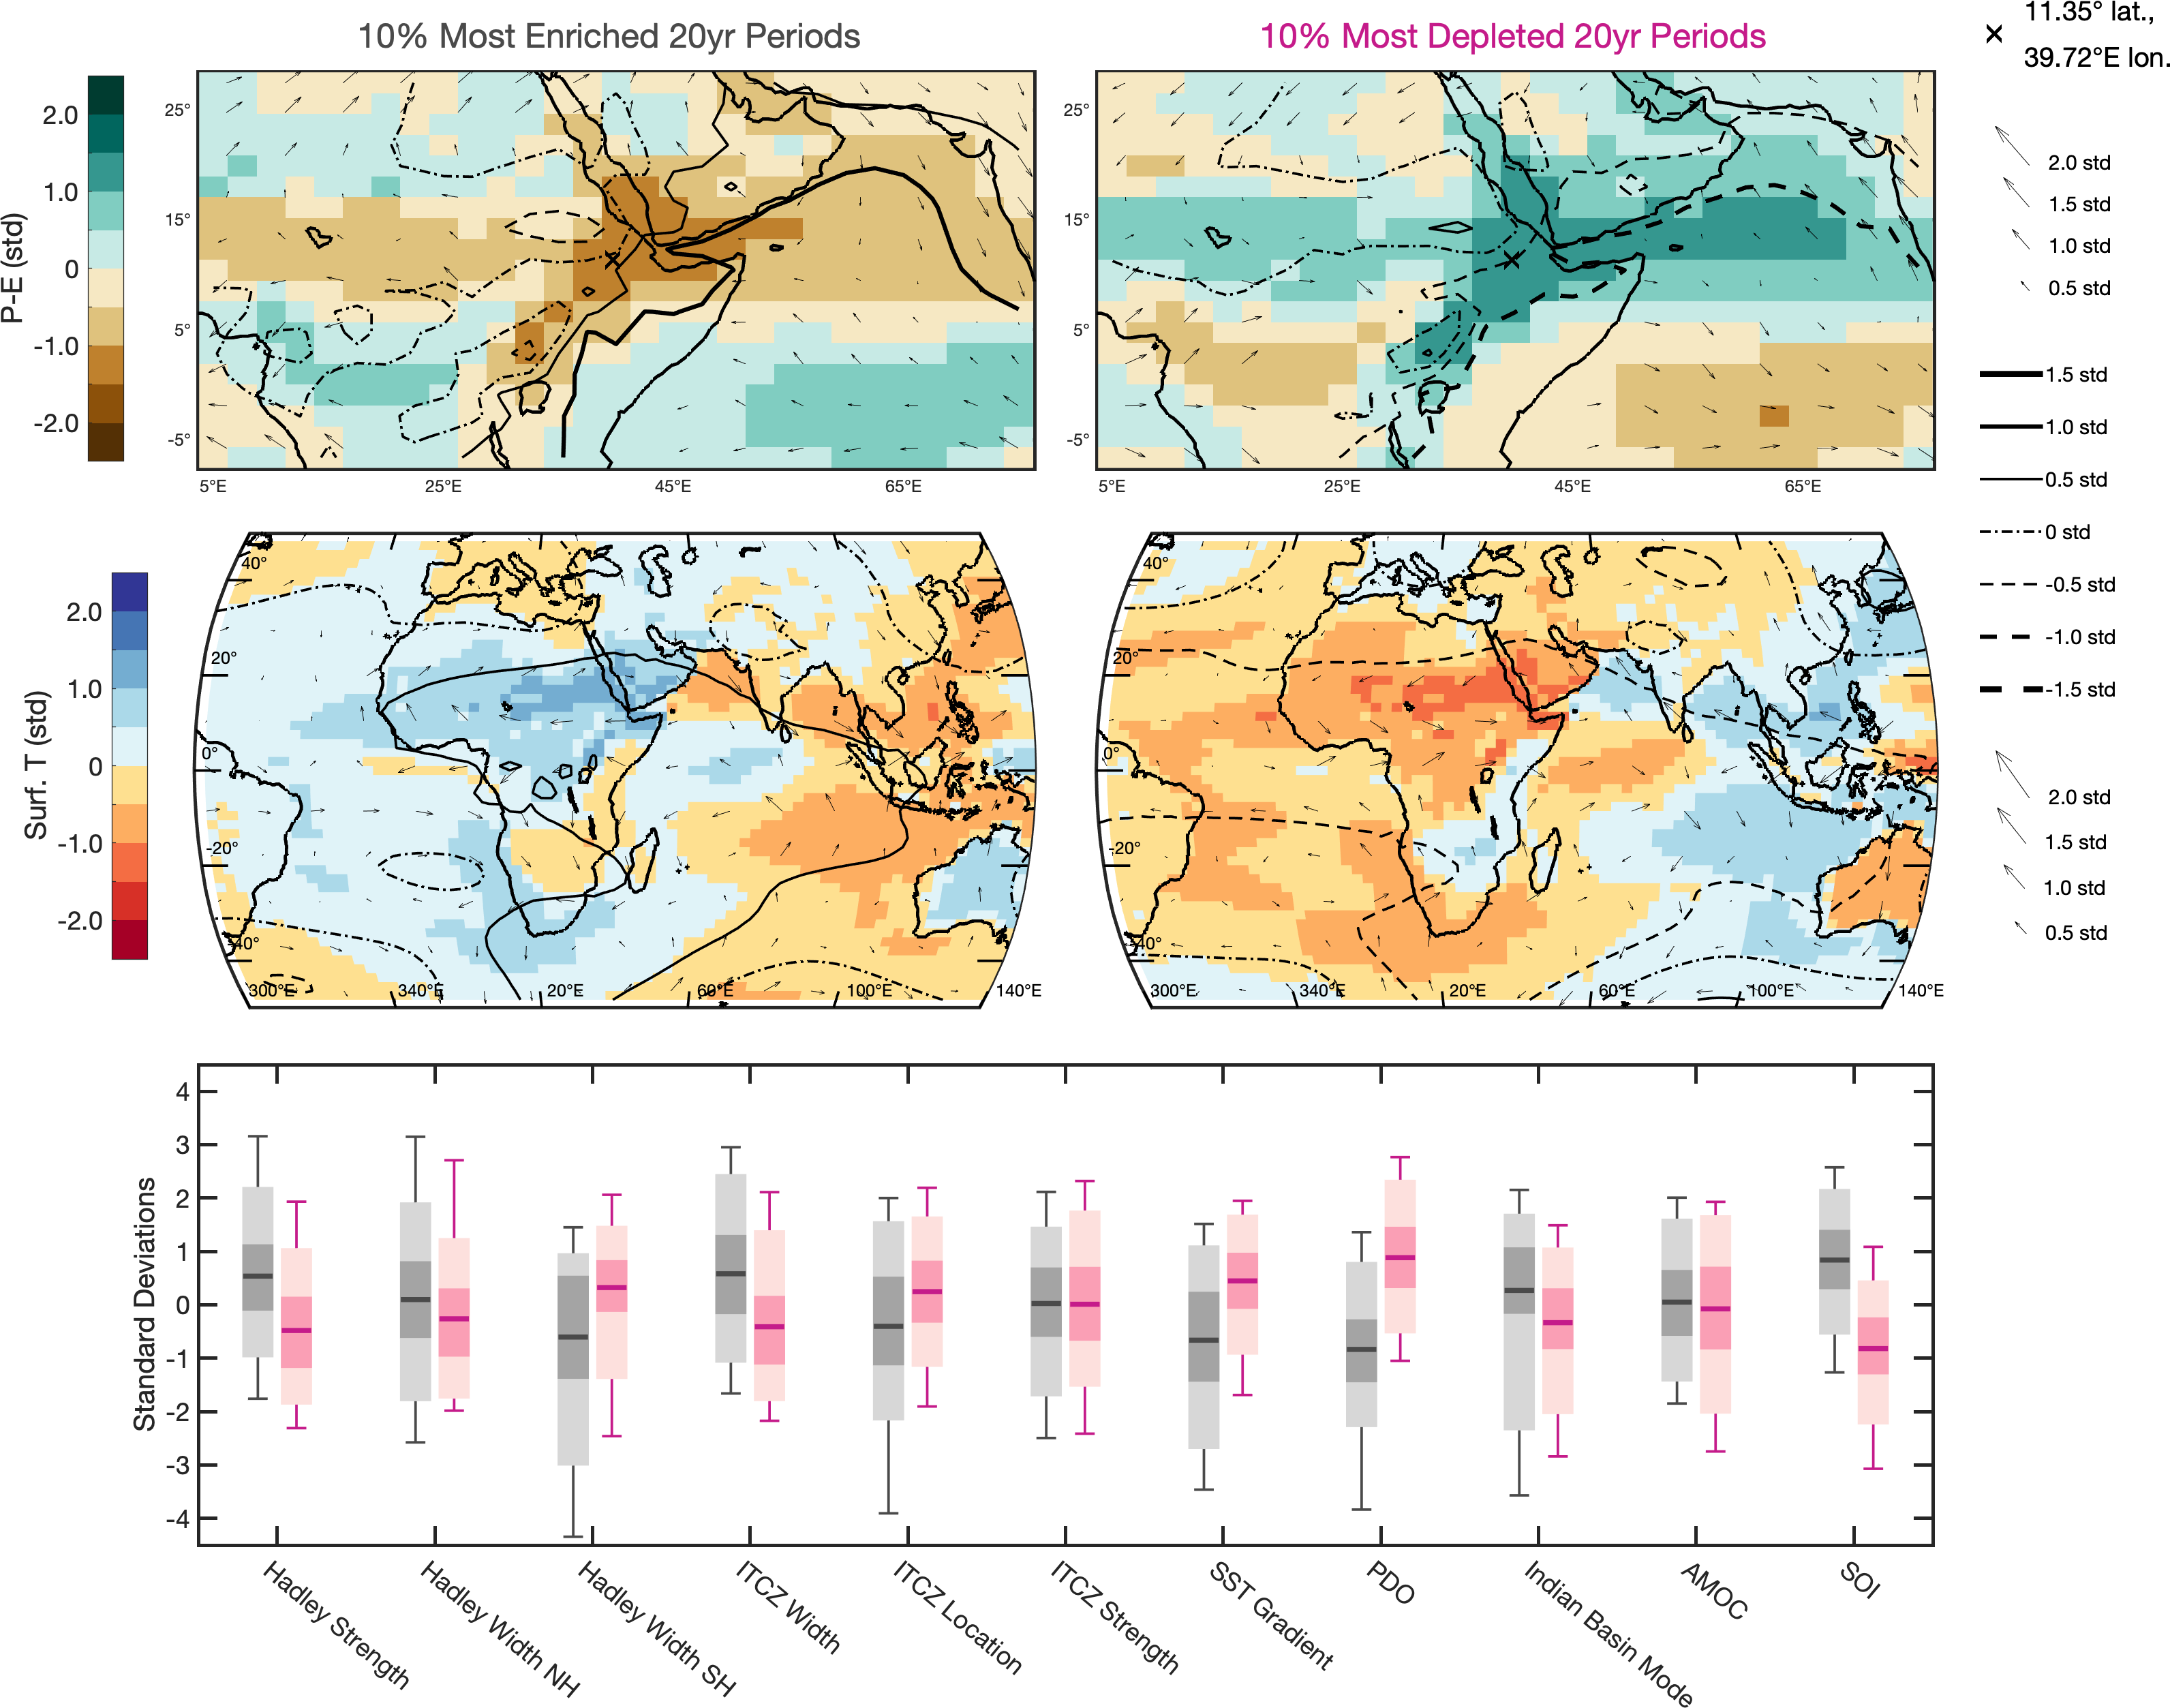 10% Most Enriched 20yr Periods
10% Most Depleted 20yr Periods
11.35° lat.,
39.72°E lon.
P-E (std)
2.0
1.0
0
-1.0
-2.0
25°
15°
5°
-5°
5°E
25°E
45°E
65°E
25°
15°
5°
-5°
5°E
25°E
45°E
65°E
2.0 std
1.5 std
1.0 std
0.5 std
1.5 std
1.0 std
0.5 std
0 std
-0.5 std
-1.0 std
-1.5 std
Surf. T (std)
2.0
1.0
0
-1.0
-2.0
40°
20°
0°
-20°
-40°
300°E
340°E
20°E
60°E
100°E
140°E
40°
20°
0°
-20°
-40°
300°E
340°E
20°E
60°E
100°E
140°E
2.0 std
1.5 std
1.0 std
0.5 std
Standard Deviations
4
3
2
1
0
-1
-2
-3
-4
Hadley Strength
Hadley Width NH
Hadley Width SH
ITCZ Width
ITCZ Location
ITCZ Strength
SST Gradient
PDO
Indian Basin Mode
AMOC
SOI